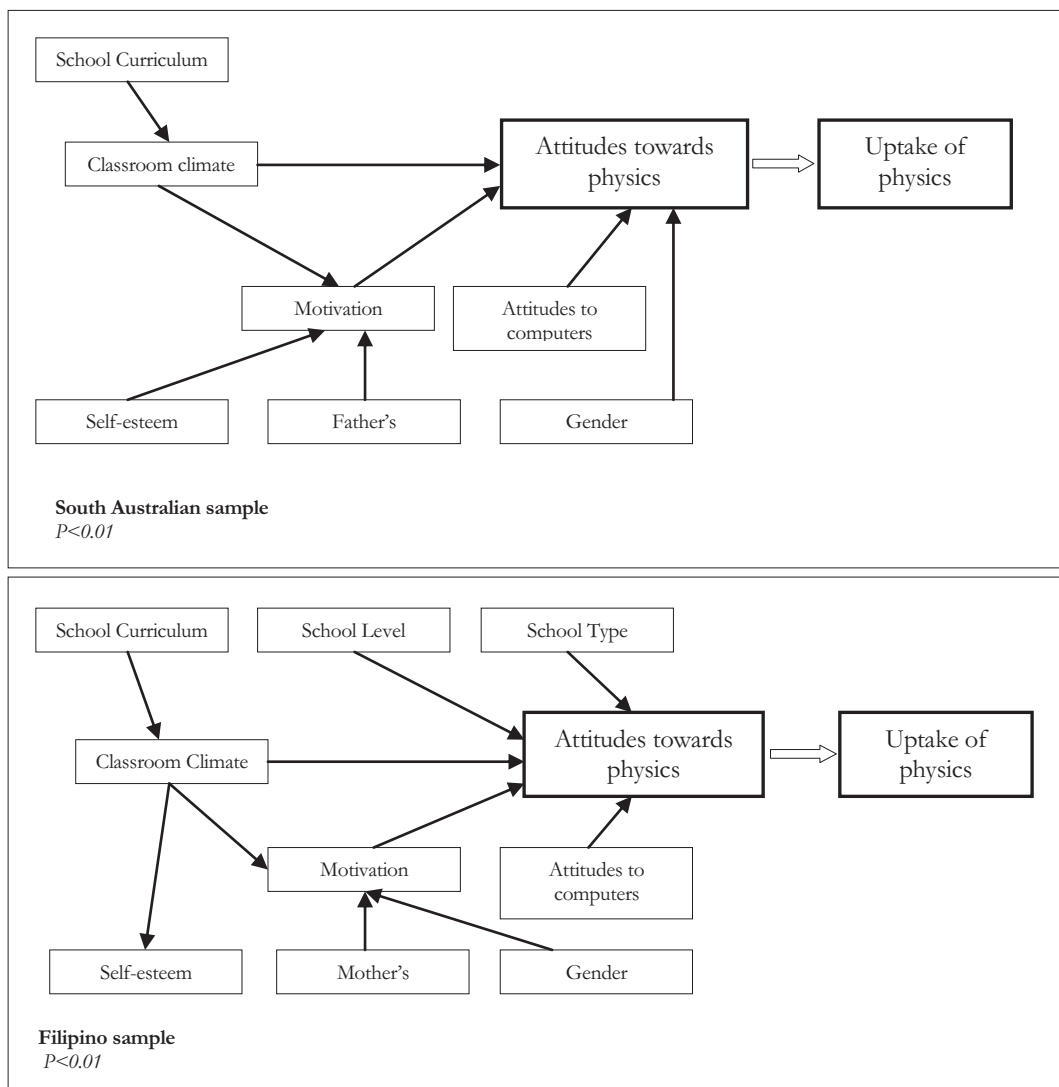 School Curriculum
Classroom climate
Attitudes towards
physics
Uptake of
physics
Motivation
Attitudes to
computers
Self-esteem
Father's
Gender
South Australian sample
P<0.01
School Curriculum
School Level
School Type
Classroom Climate
Attitudes towards
physics
Uptake of
physics
Motivation
Attitudes to
computers
Self-esteem
Mother's
Gender
Filipino sample
P<0.01